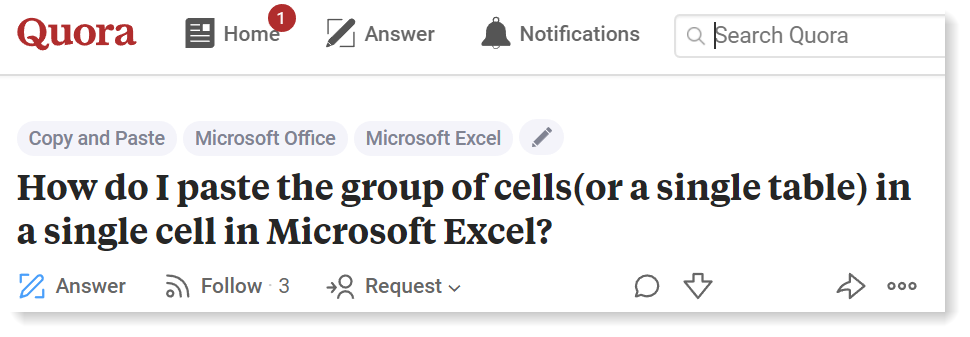 Quora Home 1 Answer Notifications Search Quora
Copy and Paste Microsoft Office Microsoft Excel
How do I paste the group of cells(or a single table) in
a single cell in Microsoft Excel?
Answer Follow · 3 Request